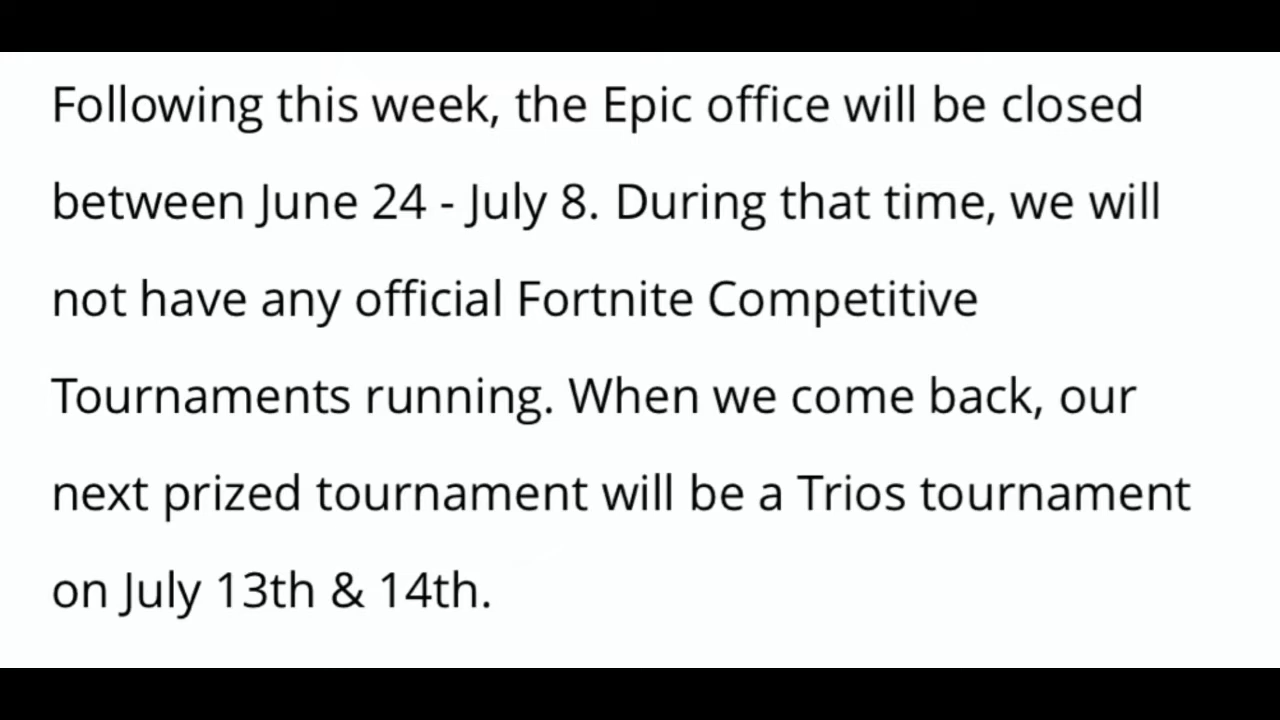 Following this week, the Epic office will be closed
between June 24 - July 8. During that time, we will
not have any official Fortnite Competitive
Tournaments running. When we come back, our
next prized tournament will be a Trios tournament
on July 13th & 14th.